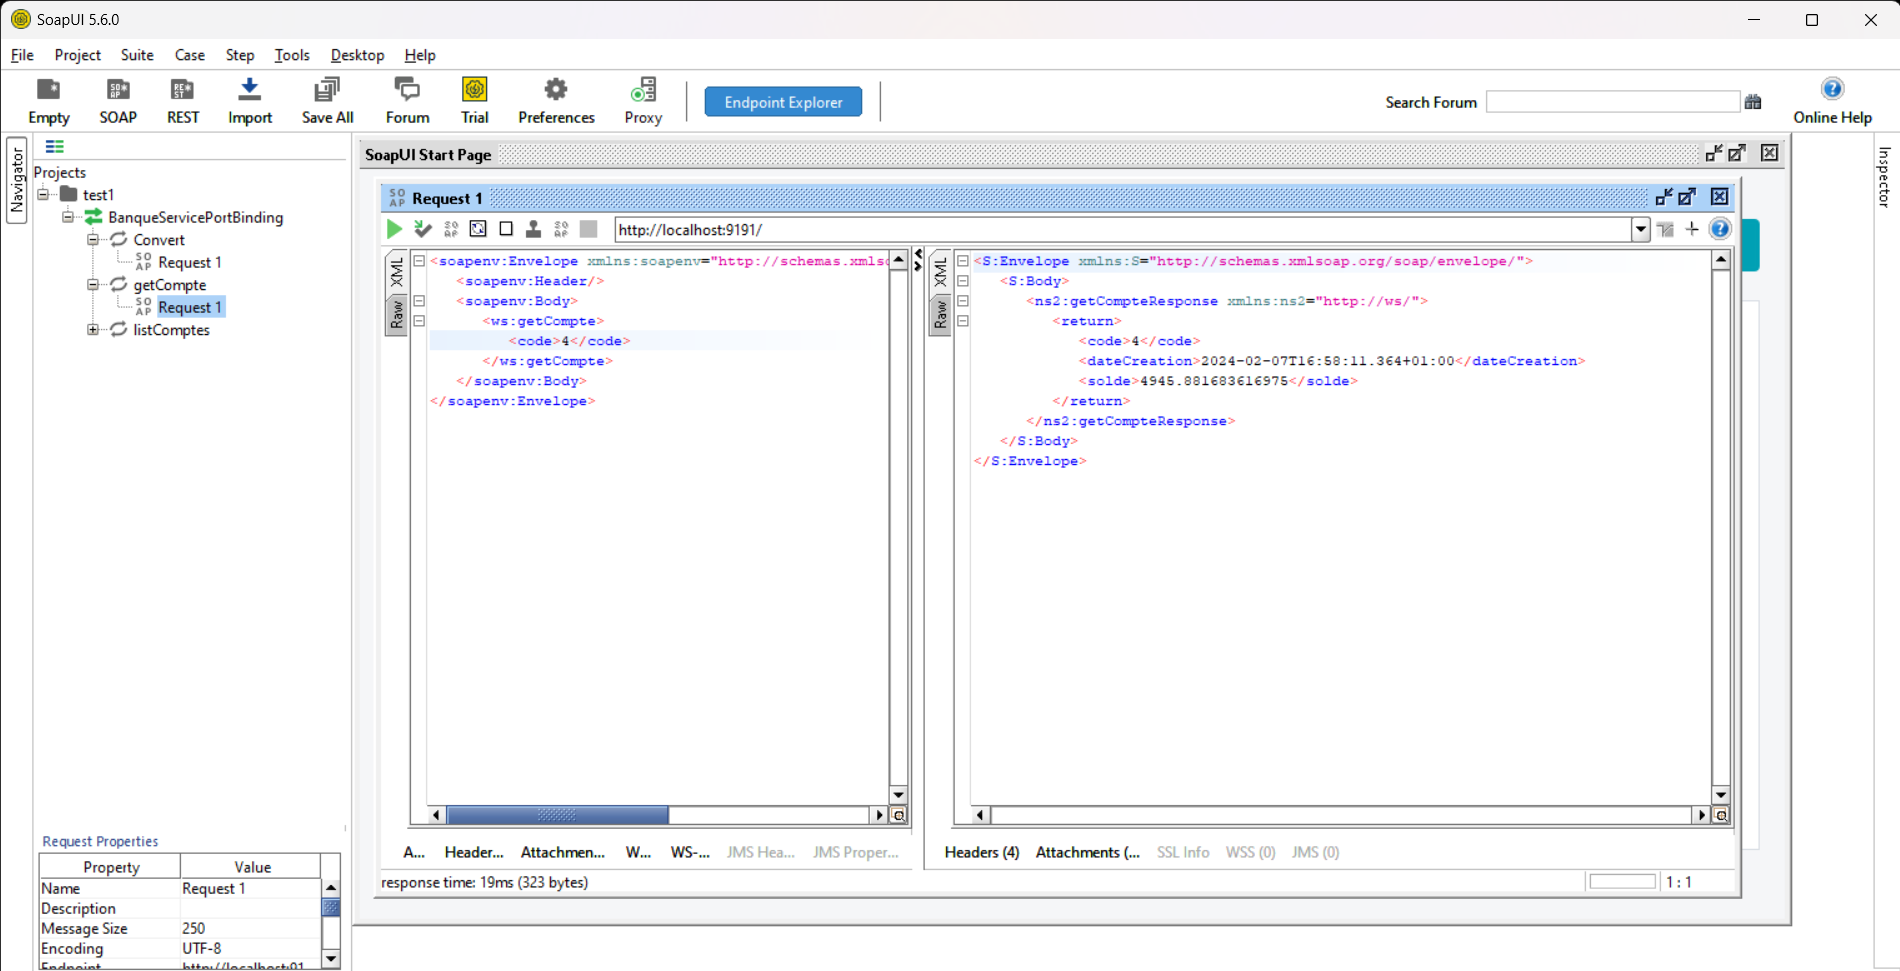 SoapUI 5.6.0
File Project Suite Case Step Tools Desktop Help
Empty SOAP REST Import Save All Forum Trial Preferences Proxy Endpoint Explorer Search Forum Online Help
Navigator
Projects
test1
BanqueServicePortBinding
Convert
Request 1
getCompte
Request 1
listComptes
Request Properties
Property Value
Name Request 1
Description
Message Size 250
Encoding UTF-8
Endpoint http://localhost:91
SoapUI Start Page
Request 1
http://localhost:9191/
XML
Raw
<soapenv:Envelope xmlns:soapenv="http://schemas.xmlso
<soapenv:Header/>
<soapenv:Body>
<ws:getCompte>
<code>4</code>
</ws:getCompte>
</soapenv:Body>
</soapenv:Envelope>
A... Header... Attachmen... W... WS-... JMS Hea... JMS Proper...
XML
Raw
<S:Envelope xmlns:S="http://schemas.xmlsoap.org/soap/envelope/">
<S:Body>
<ns2:getCompteResponse xmlns:ns2="http://ws/">
<return>
<code>4</code>
<dateCreation>2024-02-07T16:58:11.364+01:00</dateCreation>
<solde>4945.881683616975</solde>
</return>
</ns2:getCompteResponse>
</S:Body>
</S:Envelope>
Headers (4) Attachments (... SSL Info WSS (0) JMS (0)
response time: 19ms (323 bytes)
1 : 1
Inspector